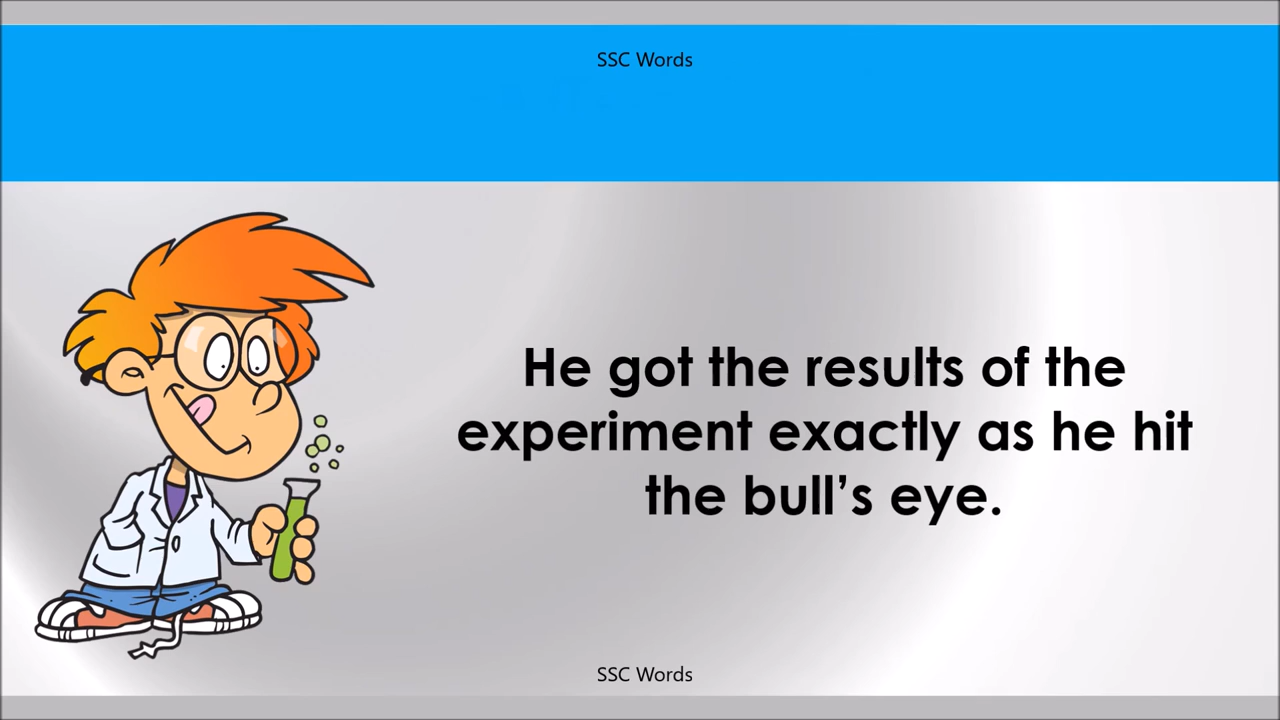 SSC Words
He got the results of the
experiment exactly as he hit
the bull’s eye.
SSC Words